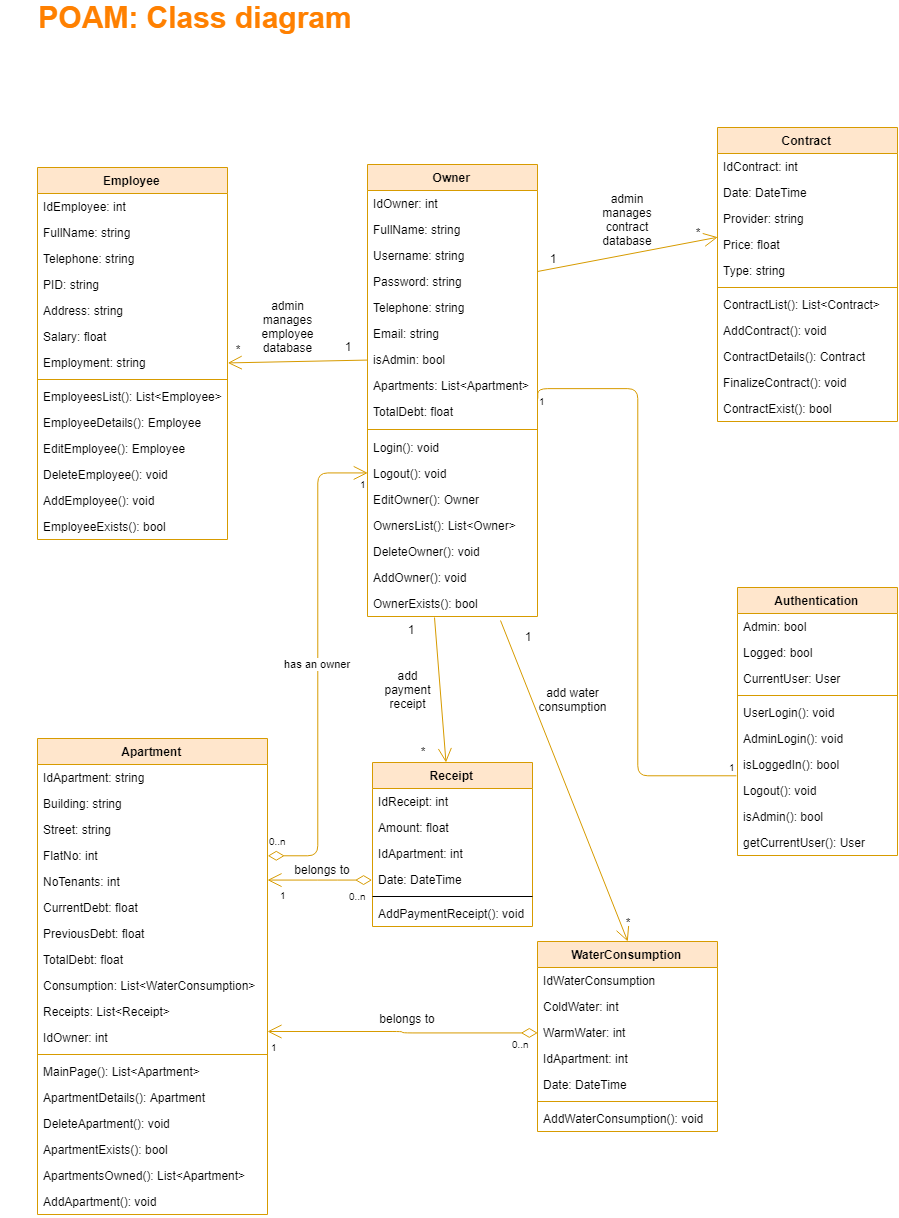 POAM: Class diagram
Employee
IdEmployee: int
FullName: string
Telephone: string
PID: string
Address: string
Salary: float
Employment: string
EmployeesList(): List<Employee>
EmployeeDetails(): Employee
EditEmployee(): Employee
DeleteEmployee(): void
AddEmployee(): void
EmployeeExists(): bool
admin
manages
employee
database
*
1
Owner
IdOwner: int
FullName: string
Username: string
Password: string
Telephone: string
Email: string
isAdmin: bool
Apartments: List<Apartment>
TotalDebt: float
Login(): void
Logout(): void
EditOwner(): Owner
OwnersList(): List<Owner>
DeleteOwner(): void
AddOwner(): void
OwnerExists(): bool
admin
manages
contract
database
1
*
Contract
IdContract: int
Date: DateTime
Provider: string
Price: float
Type: string
ContractList(): List<Contract>
AddContract(): void
ContractDetails(): Contract
FinalizeContract(): void
ContractExist(): bool
1
1
Authentication
Admin: bool
Logged: bool
CurrentUser: User
UserLogin(): void
AdminLogin(): void
isLoggedIn(): bool
Logout(): void
isAdmin(): bool
getCurrentUser(): User
1
has an owner
0..n
1
add
payment
receipt
*
1
add water
consumption
*
Apartment
IdApartment: string
Building: string
Street: string
FlatNo: int
NoTenants: int
CurrentDebt: float
PreviousDebt: float
TotalDebt: float
Consumption: List<WaterConsumption>
Receipts: List<Receipt>
IdOwner: int
MainPage(): List<Apartment>
ApartmentDetails(): Apartment
DeleteApartment(): void
ApartmentExists(): bool
ApartmentsOwned(): List<Apartment>
AddApartment(): void
belongs to
1
0..n
Receipt
IdReceipt: int
Amount: float
IdApartment: int
Date: DateTime
AddPaymentReceipt(): void
belongs to
1
0..n
WaterConsumption
IdWaterConsumption
ColdWater: int
WarmWater: int
IdApartment: int
Date: DateTime
AddWaterConsumption(): void